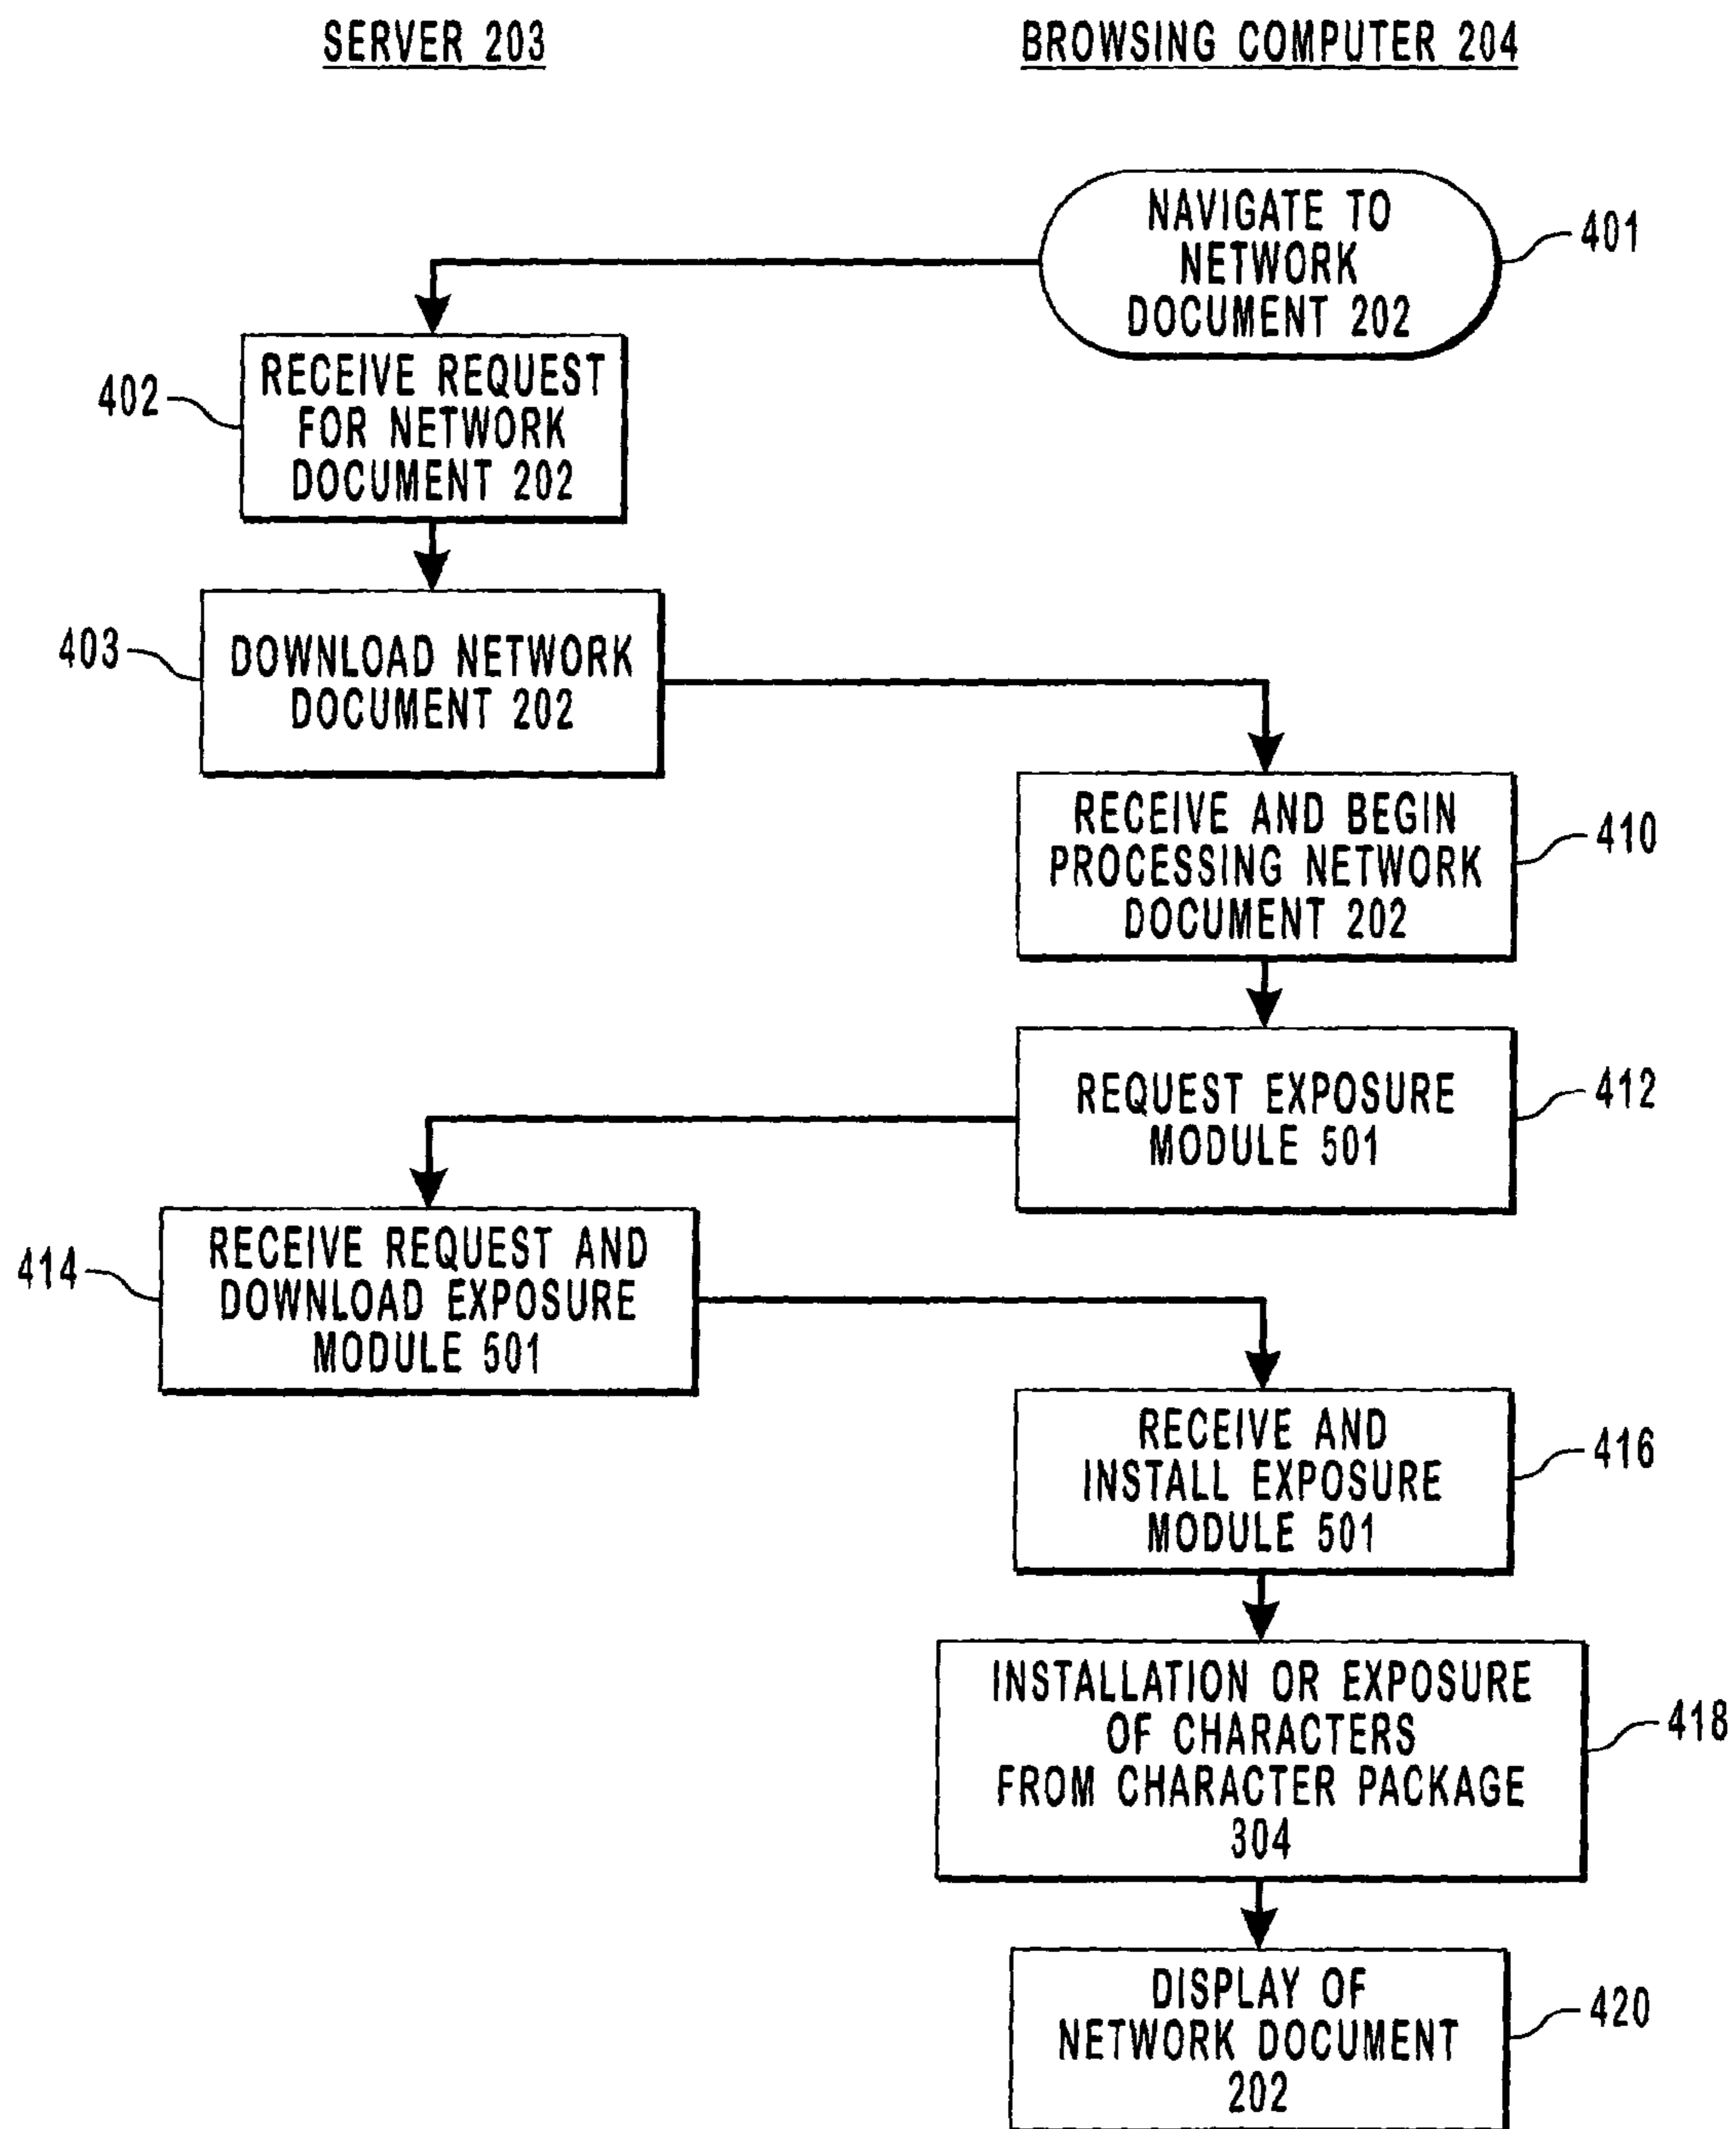 SERVER 203
BROWSING COMPUTER 204
NAVIGATE TO
NETWORK
DOCUMENT 202
401
402
RECEIVE REQUEST
FOR NETWORK
DOCUMENT 202
403
DOWNLOAD NETWORK
DOCUMENT 202
RECEIVE AND BEGIN
PROCESSING NETWORK
DOCUMENT 202
410
REQUEST EXPOSURE
MODULE 501
412
414
RECEIVE REQUEST AND
DOWNLOAD EXPOSURE
MODULE 501
RECEIVE AND
INSTALL EXPOSURE
MODULE 501
416
INSTALLATION OR EXPOSURE
OF CHARACTERS
FROM CHARACTER PACKAGE
304
418
DISPLAY OF
NETWORK DOCUMENT
202
420